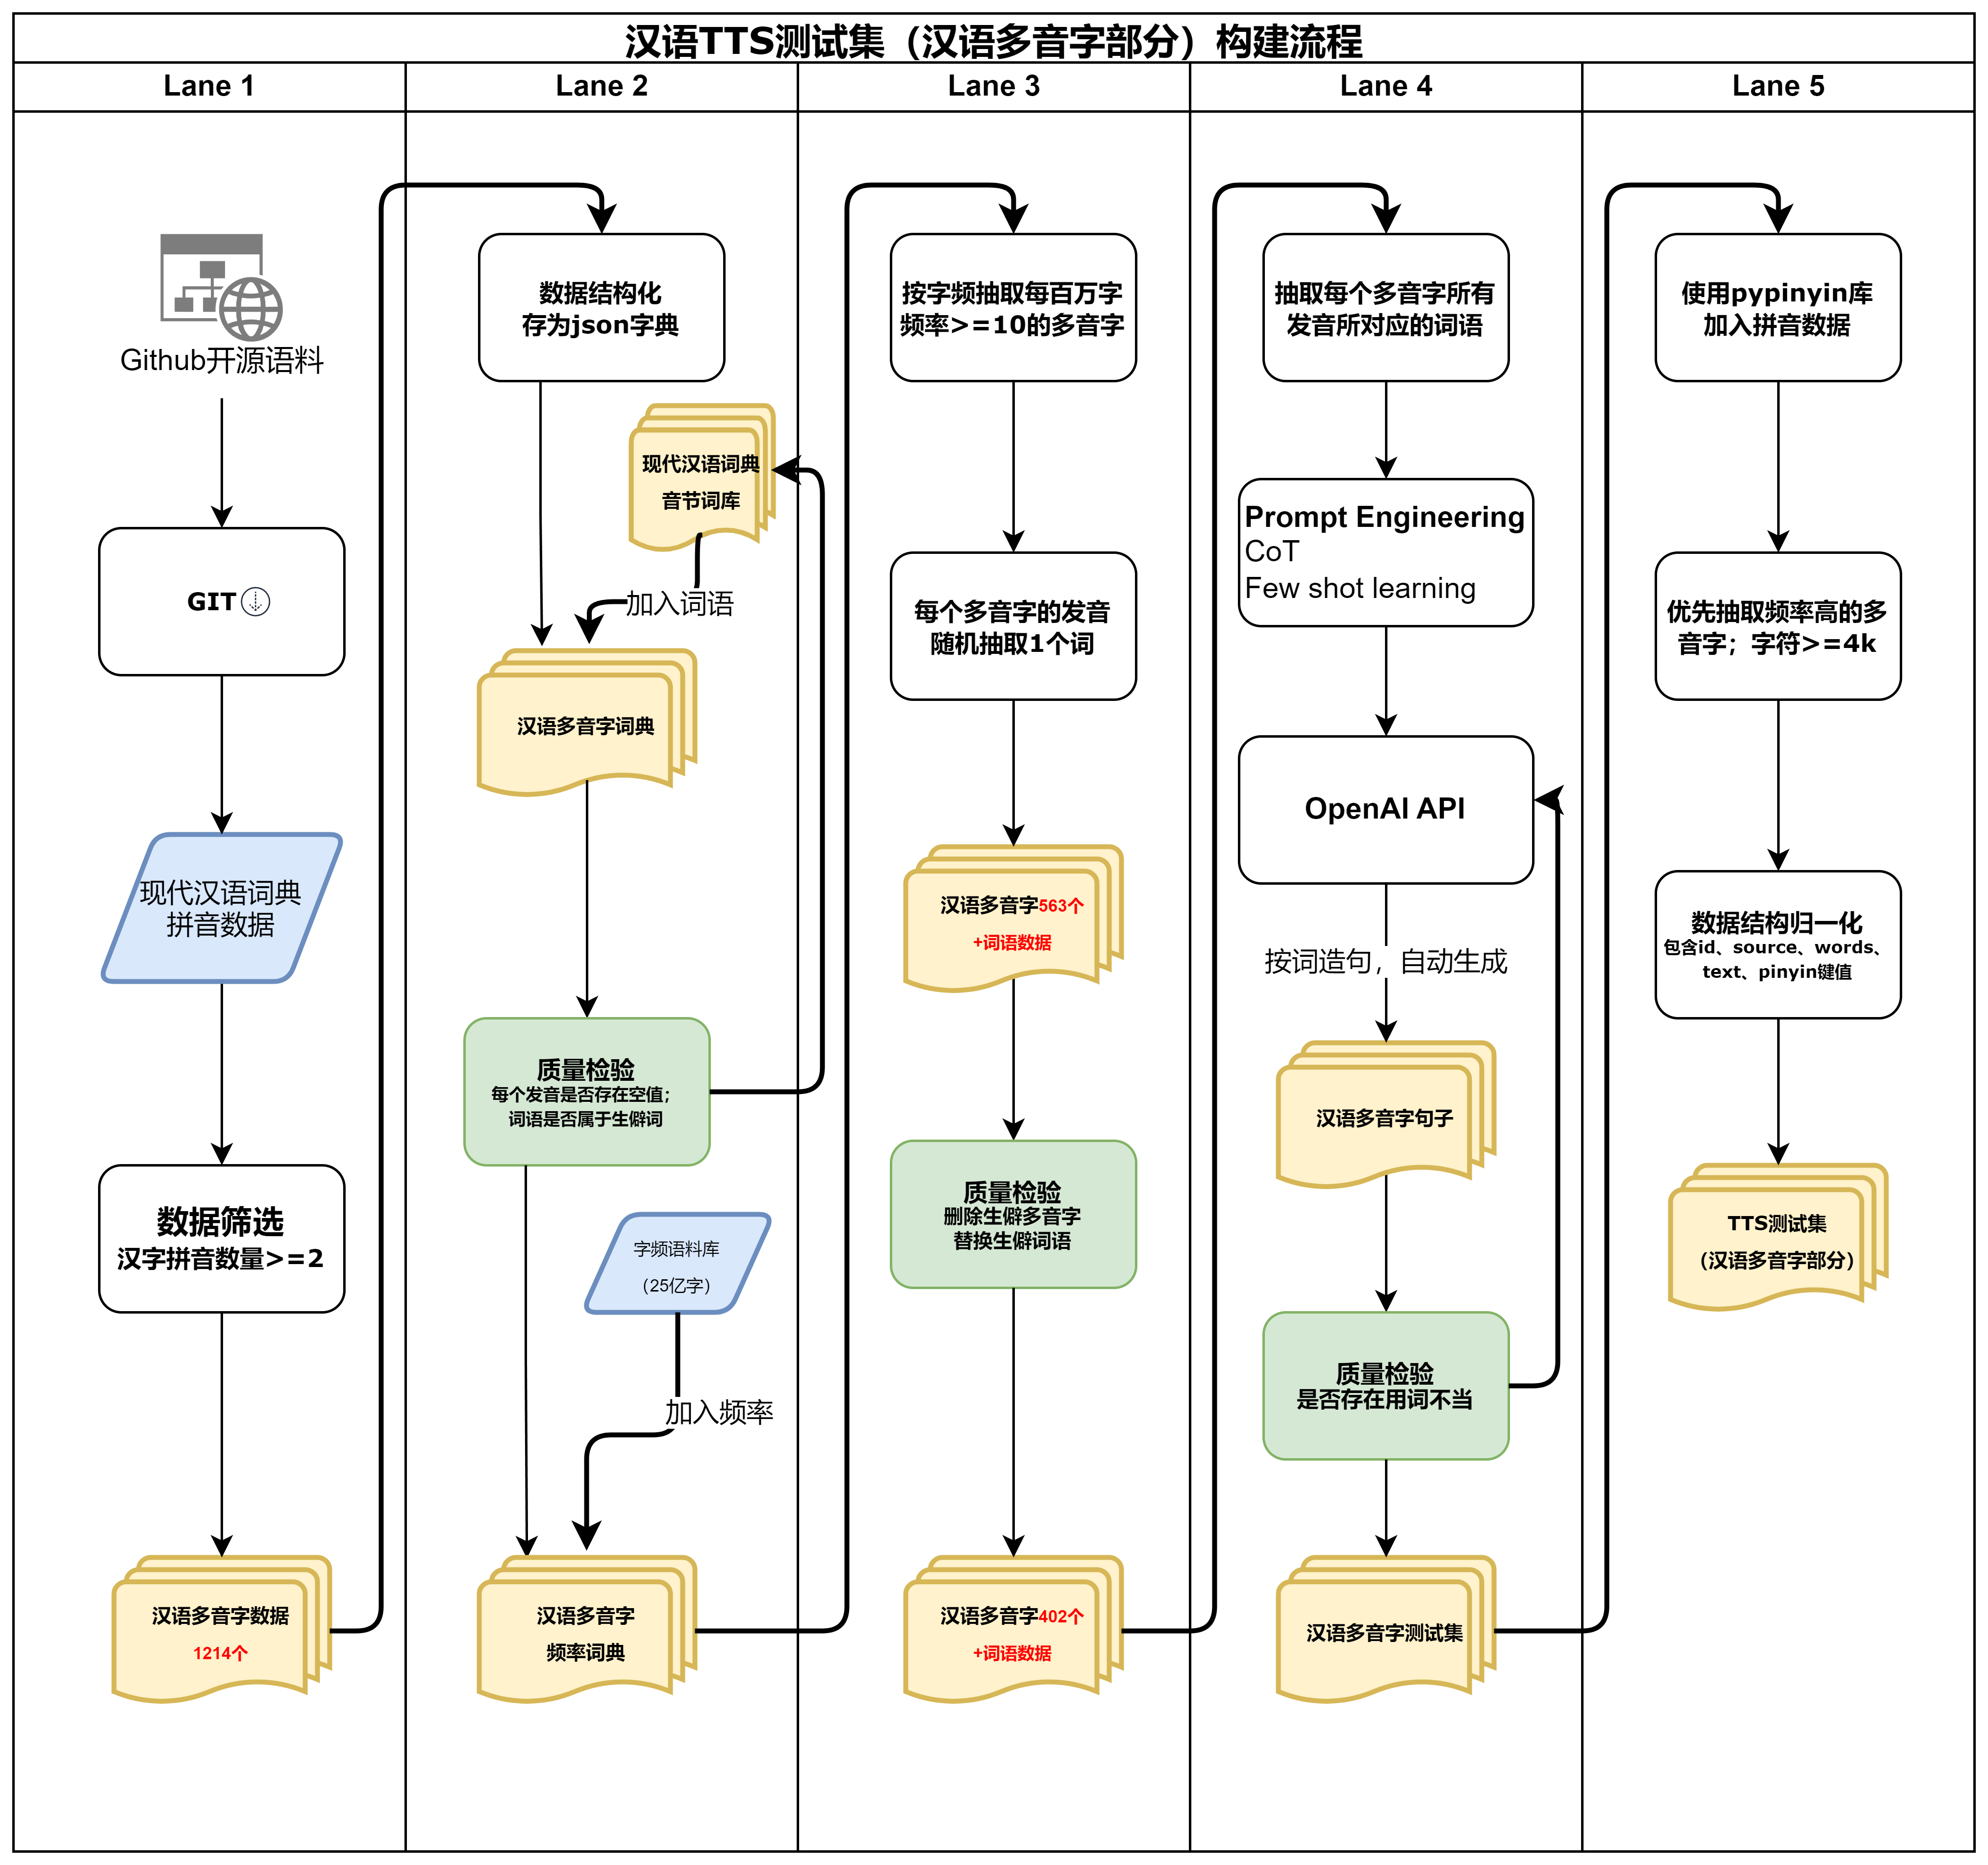 汉语TTS测试集（汉语多音字部分）构建流程
Lane 1
Github开源语料
GIT
现代汉语词典
拼音数据
数据筛选
汉字拼音数量>=2
汉语多音字数据
1214个
Lane 2
数据结构化
存为json字典
现代汉语词典
音节词库
加入词语
汉语多音字词典
质量检验
每个发音是否存在空值；
词语是否属于生僻词
字频语料库
（25亿字）
加入频率
汉语多音字
频率词典
Lane 3
按字频抽取每百万字
频率>=10的多音字
每个多音字的发音
随机抽取1个词
汉语多音字563个
+词语数据
质量检验
删除生僻多音字
替换生僻词语
汉语多音字402个
+词语数据
Lane 4
抽取每个多音字所有
发音所对应的词语
Prompt Engineering
CoT
Few shot learning
OpenAI API
按词造句，自动生成
汉语多音字句子
质量检验
是否存在用词不当
汉语多音字测试集
Lane 5
使用pypinyin库
加入拼音数据
优先抽取频率高的多
音字；字符>=4k
数据结构归一化
包含id、source、words、
text、pinyin键值
TTS测试集
（汉语多音字部分）